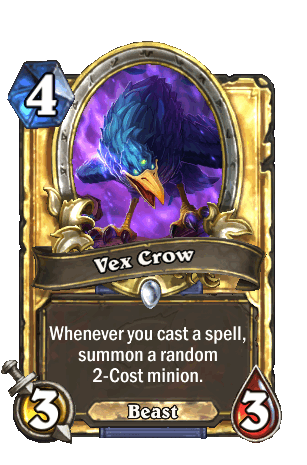 4
Vex Crow
Whenever you cast a spell,
summon a random
2-Cost minion.
3
Beast
3